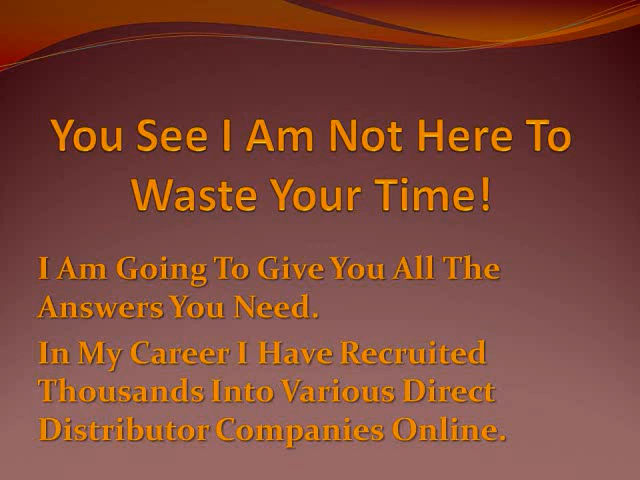 You See I Am Not Here To
Waste Your Time!
I Am Going To Give You All The
Answers You Need.
In My Career I Have Recruited
Thousands Into Various Direct
Distributor Companies Online.